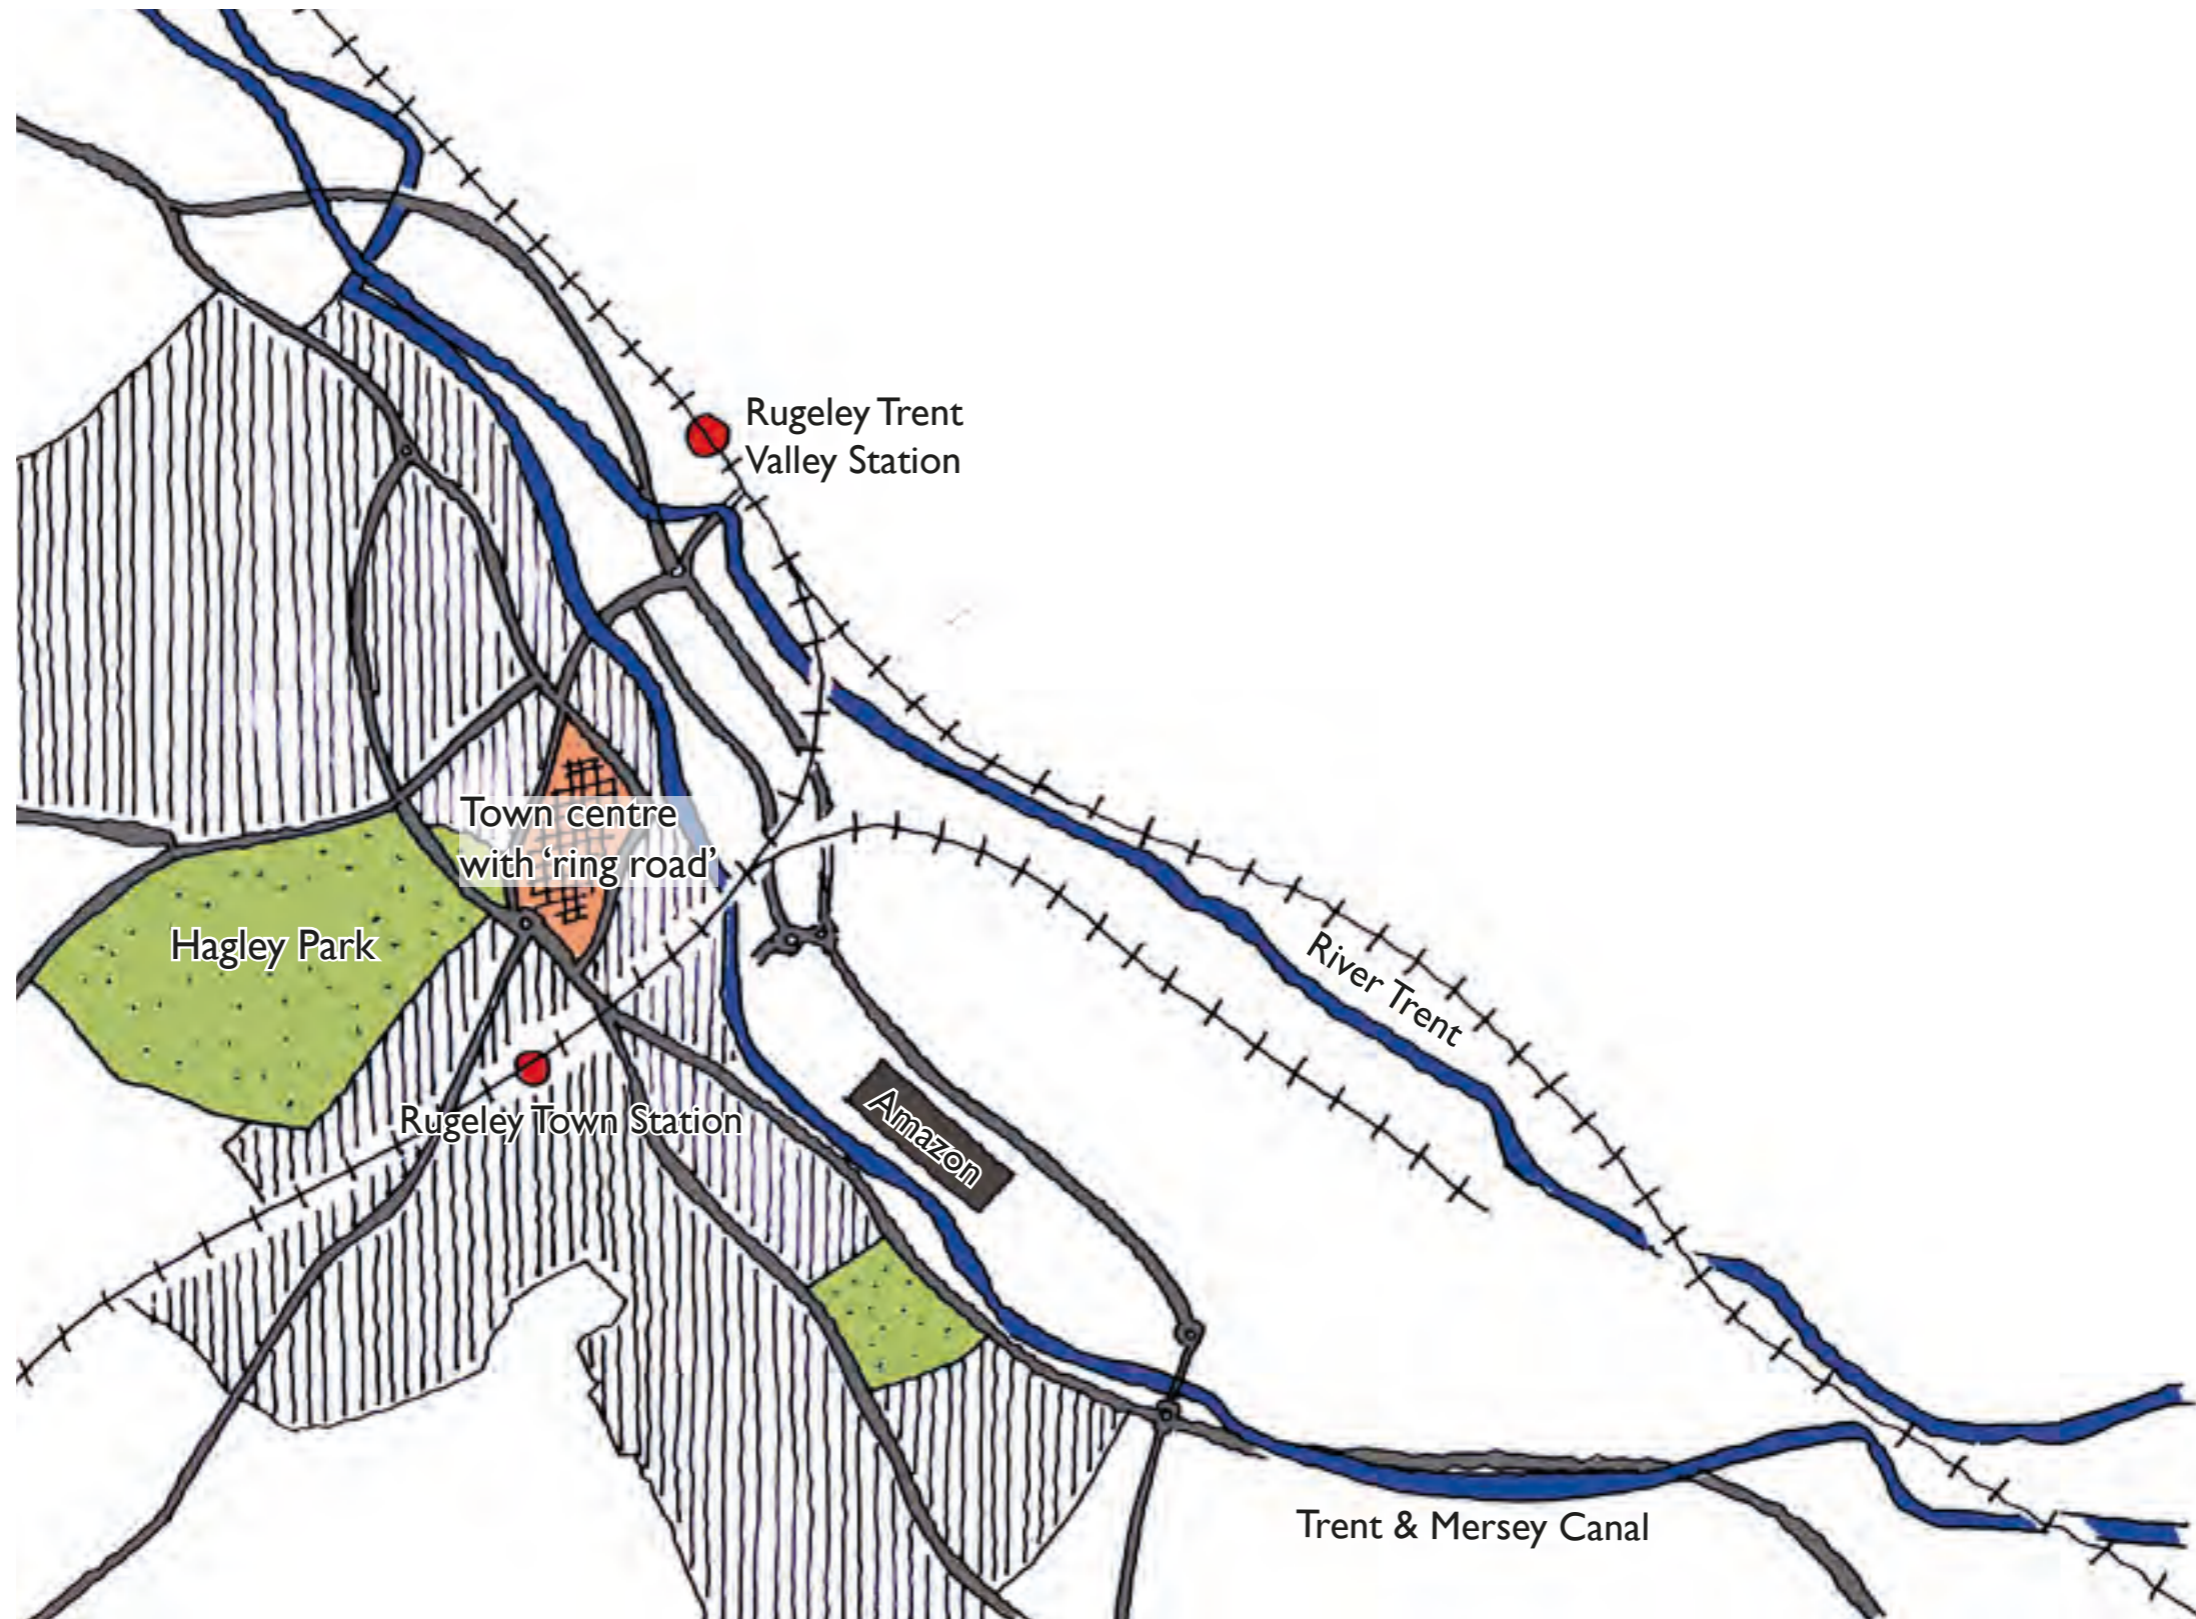 Rugeley Trent
Valley Station
Town centre
with ‘ring road’
Hagley Park
River Trent
Rugeley Town Station
Amazon
Trent & Mersey Canal